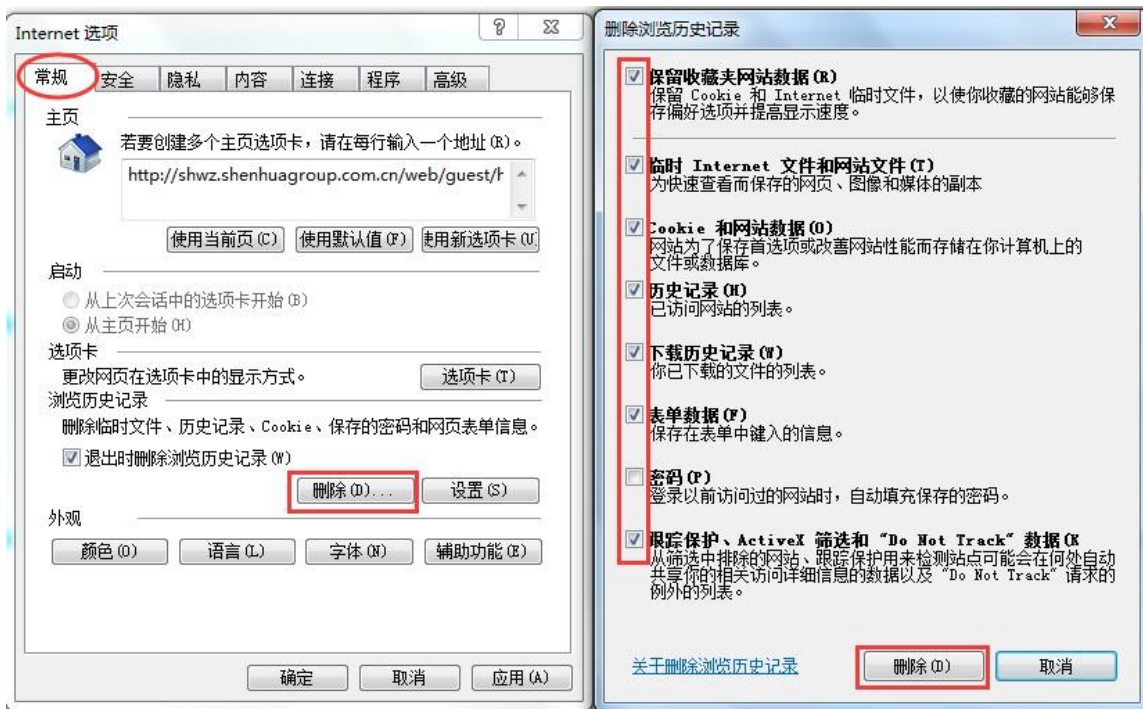 Internet 选项
常规
安全
隐私
内容
连接
程序
高级
主页
若要创建多个主页选项卡，请在每行输入一个地址(R)。
http://shwz.shenhuagroup.com.cn/web/guest/h
使用当前页(C)
使用默认值(F)
使用新选项卡(U)
启动
从上次会话中的选项卡开始(B)
从主页开始(H)
选项卡
更改网页在选项卡中的显示方式。
选项卡(T)
浏览历史记录
删除临时文件、历史记录、Cookie、保存的密码和网页表单信息。
退出时删除浏览历史记录(W)
删除(D)...
设置(S)
外观
颜色(O)
语言(L)
字体(N)
辅助功能(E)
确定
取消
应用(A)
删除浏览历史记录
保留收藏夹网站数据(R)
保留 Cookie 和 Internet 临时文件，以使你收藏的网站能够保
存偏好选项并提高显示速度。
临时 Internet 文件和网站文件(T)
为快速查看而保存的网页、图像和媒体的副本
Cookie 和网站数据(O)
网站为了保存首选项或改善网站性能而存储在你计算机上的
文件或数据库。
历史记录(H)
已访问网站的列表。
下载历史记录(W)
你已下载的文件的列表。
表单数据(F)
保存在表单中键入的信息。
密码(P)
登录以前访问过的网站时，自动填充保存的密码。
跟踪保护、ActiveX 筛选和 “Do Not Track” 数据(K
从筛选中排除的网站、跟踪保护用来检测站点可能会在何处自动
共享你的相关访问详细信息的数据以及 “Do Not Track” 请求的
例外的列表。
关于删除浏览历史记录
删除(D)
取消